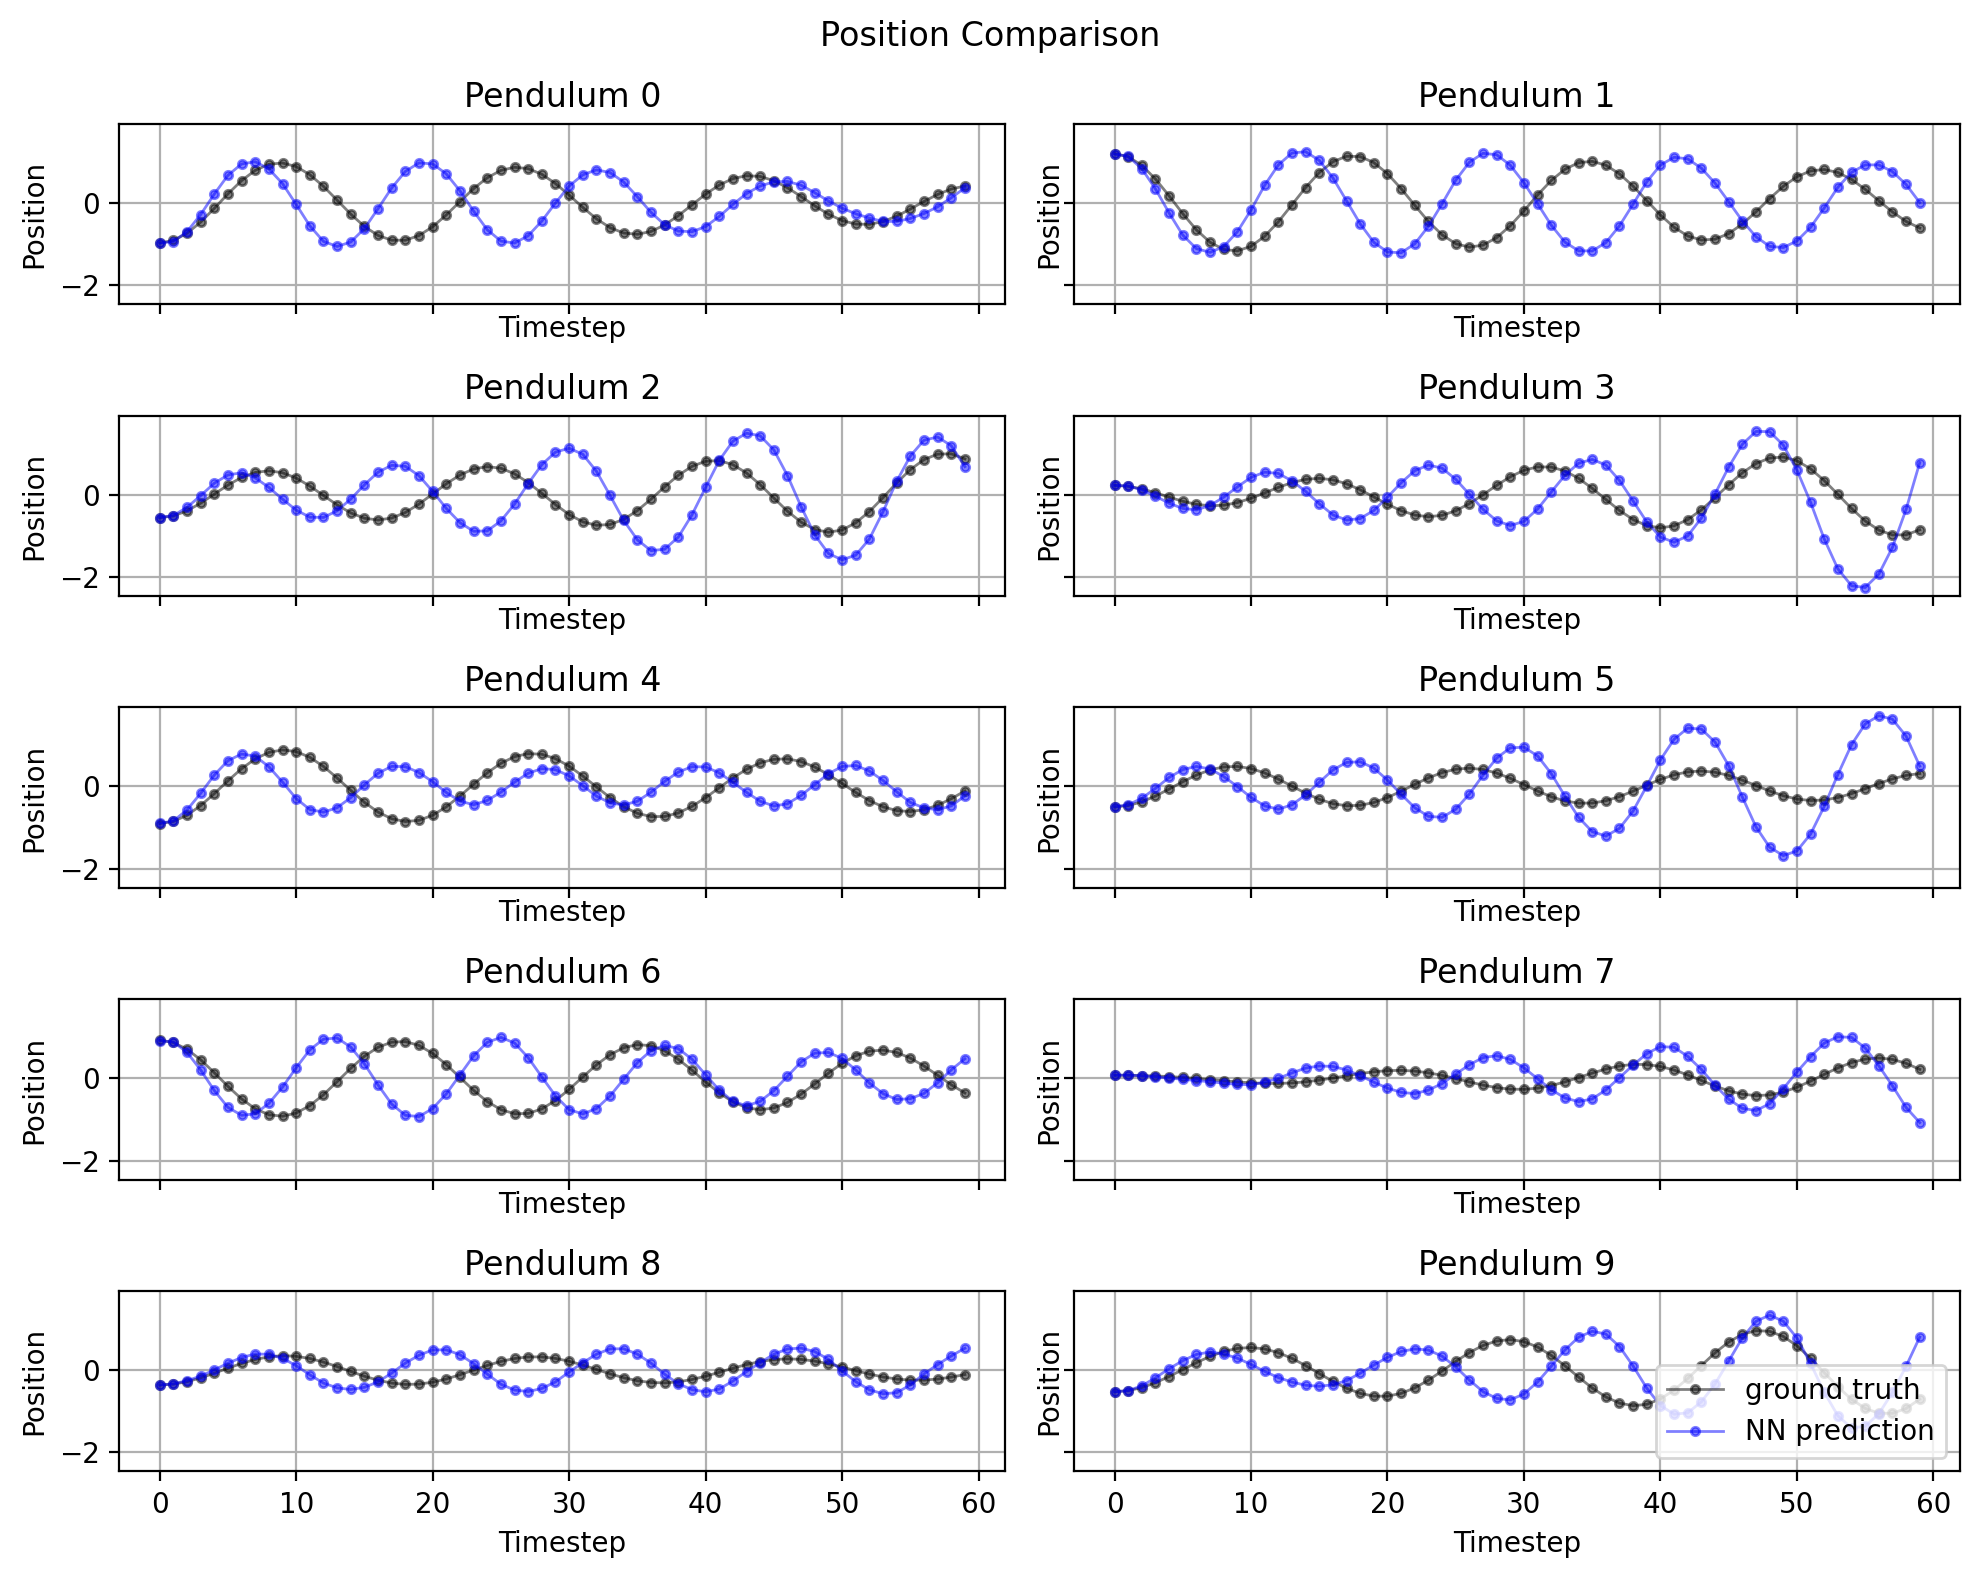 Position Comparison
Pendulum 0
Pendulum 1
Position
0
−2
Timestep
Position
Timestep
Pendulum 2
Pendulum 3
Position
0
−2
Timestep
Position
Timestep
Pendulum 4
Pendulum 5
Position
0
−2
Timestep
Position
Timestep
Pendulum 6
Pendulum 7
Position
0
−2
Timestep
Position
Timestep
Pendulum 8
Pendulum 9
Position
0
−2
0 10 20 30 40 50 60
Timestep
Position
ground truth
NN prediction
0 10 20 30 40 50 60
Timestep